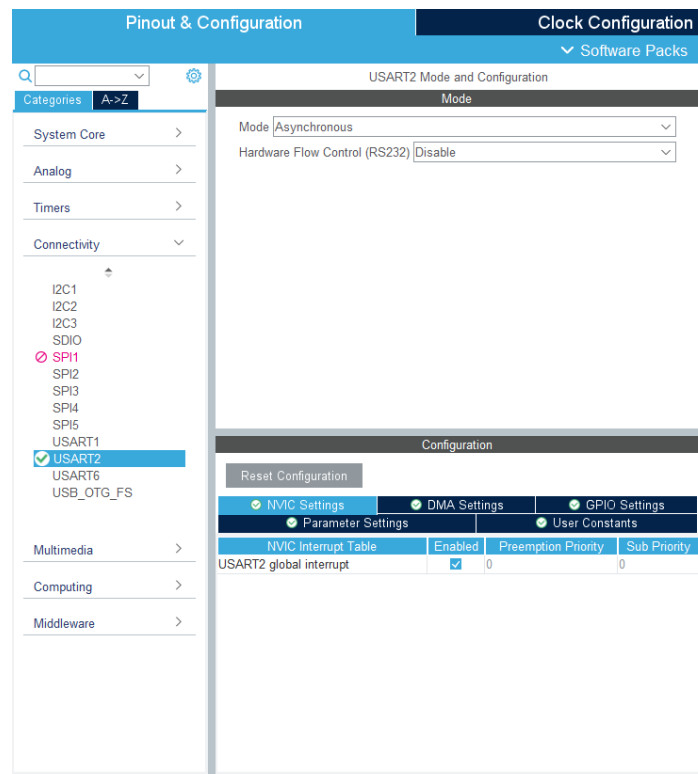 Pinout & Configuration
Clock Configuration
Software Packs
USART2 Mode and Configuration
Categories
A->Z
Mode
System Core
Analog
Timers
Connectivity
I2C1
I2C2
I2C3
SDIO
SPI1
SPI2
SPI3
SPI4
SPI5
USART1
USART2
USART6
USB_OTG_FS
Multimedia
Computing
Middleware
Mode Asynchronous
Hardware Flow Control (RS232) Disable
Configuration
Reset Configuration
NVIC Settings
DMA Settings
GPIO Settings
Parameter Settings
User Constants
NVIC Interrupt Table Enabled Preemption Priority Sub Priority
USART2 global interrupt 0 0